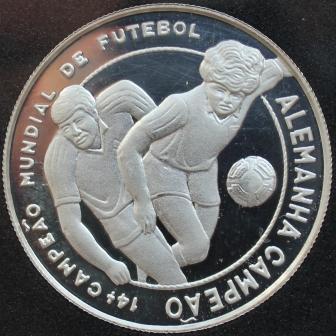 14º CAMPEÃO MUNDIAL DE FUTEBOL
ALEMANHA CAMPEÃO